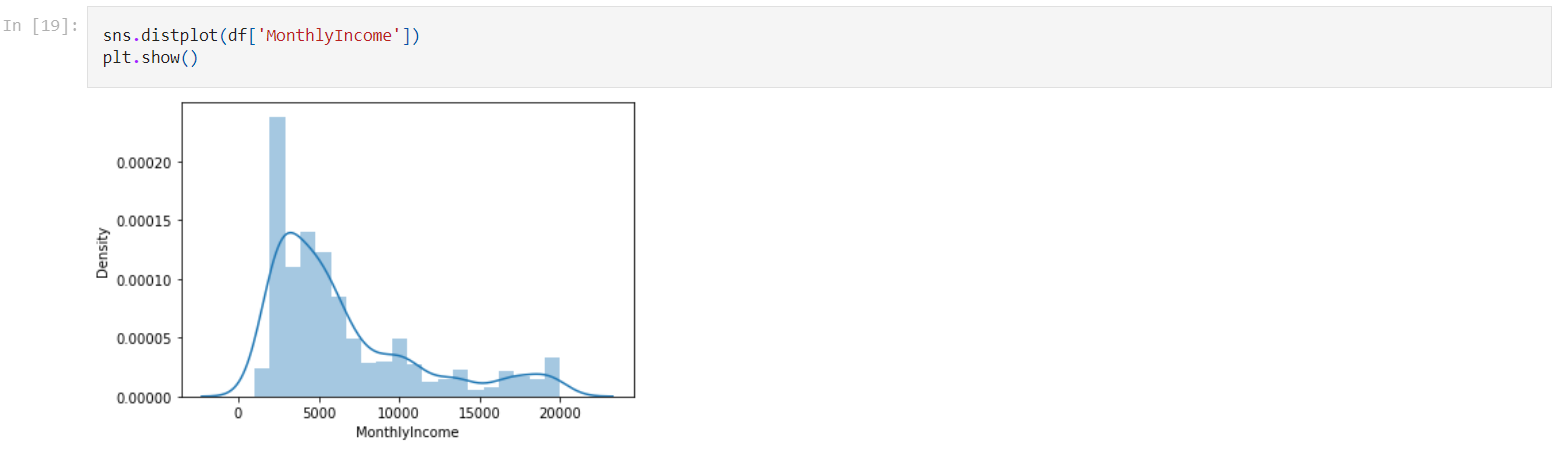 In [19]:
sns.distplot(df['MonthlyIncome'])
plt.show()
0.00020
0.00015
0.00010
0.00005
0.00000
Density
0 5000 10000 15000 20000
MonthlyIncome